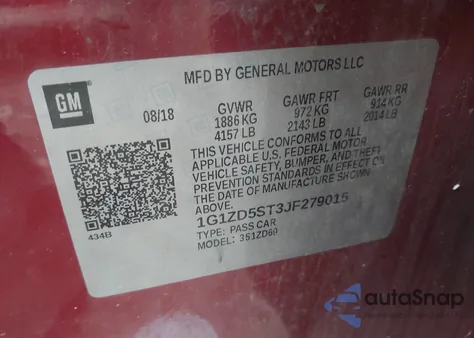 MFD BY GENERAL MOTORS LLC
GM
08/18
GVWR GAWR FRT GAWR RR
1886 KG 972 KG 914 KG
4157 LB 2143 LB 2014 LB
THIS VEHICLE CONFORMS TO ALL
APPLICABLE U.S. FEDERAL MOTOR
VEHICLE SAFETY, BUMPER, AND THEFT
PREVENTION STANDARDS IN EFFECT ON
THE DATE OF MANUFACTURE SHOWN
ABOVE.
1G1ZD5ST3JF279015
TYPE: PASS CAR
MODEL: 351ZD69
434B
autoSnap